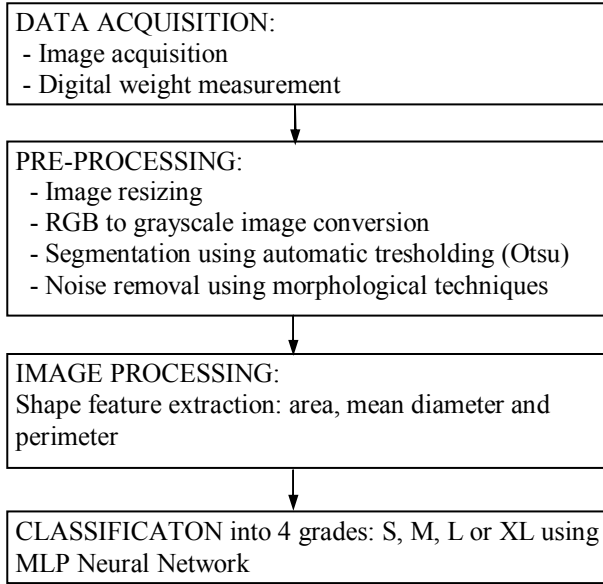 DATA ACQUISITION:
- Image acquisition
- Digital weight measurement
PRE-PROCESSING:
- Image resizing
- RGB to grayscale image conversion
- Segmentation using automatic tresholding (Otsu)
- Noise removal using morphological techniques
IMAGE PROCESSING:
Shape feature extraction: area, mean diameter and
perimeter
CLASSIFICATON into 4 grades: S, M, L or XL using
MLP Neural Network